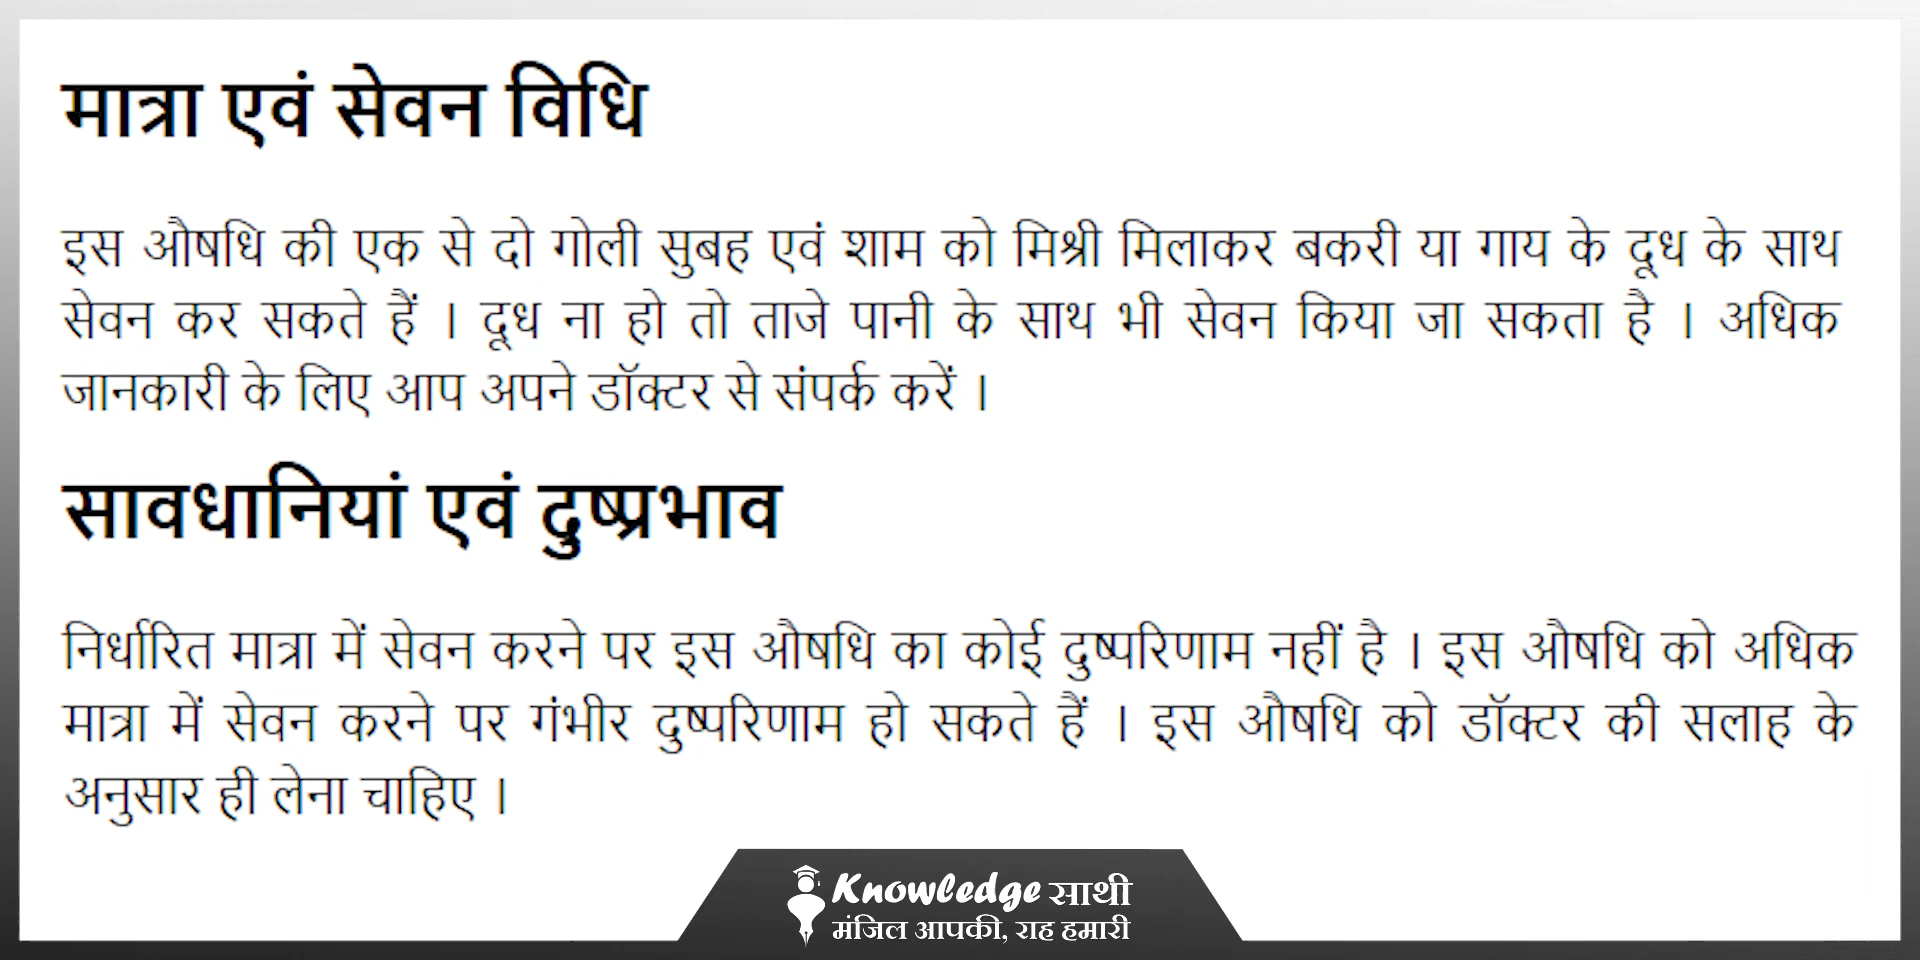 मात्रा एवं सेवन विधि
इस औषधि की एक से दो गोली सुबह एवं शाम को मिश्री मिलाकर बकरी या गाय के दूध के साथ
सेवन कर सकते हैं । दूध ना हो तो ताजे पानी के साथ भी सेवन किया जा सकता है । अधिक
जानकारी के लिए आप अपने डॉक्टर से संपर्क करें ।
सावधानियां एवं दुष्प्रभाव
निर्धारित मात्रा में सेवन करने पर इस औषधि का कोई दुष्परिणाम नहीं है । इस औषधि को अधिक
मात्रा में सेवन करने पर गंभीर दुष्परिणाम हो सकते हैं । इस औषधि को डॉक्टर की सलाह के
अनुसार ही लेना चाहिए ।
Knowledge साथी
मंजिल आपकी, राह हमारी